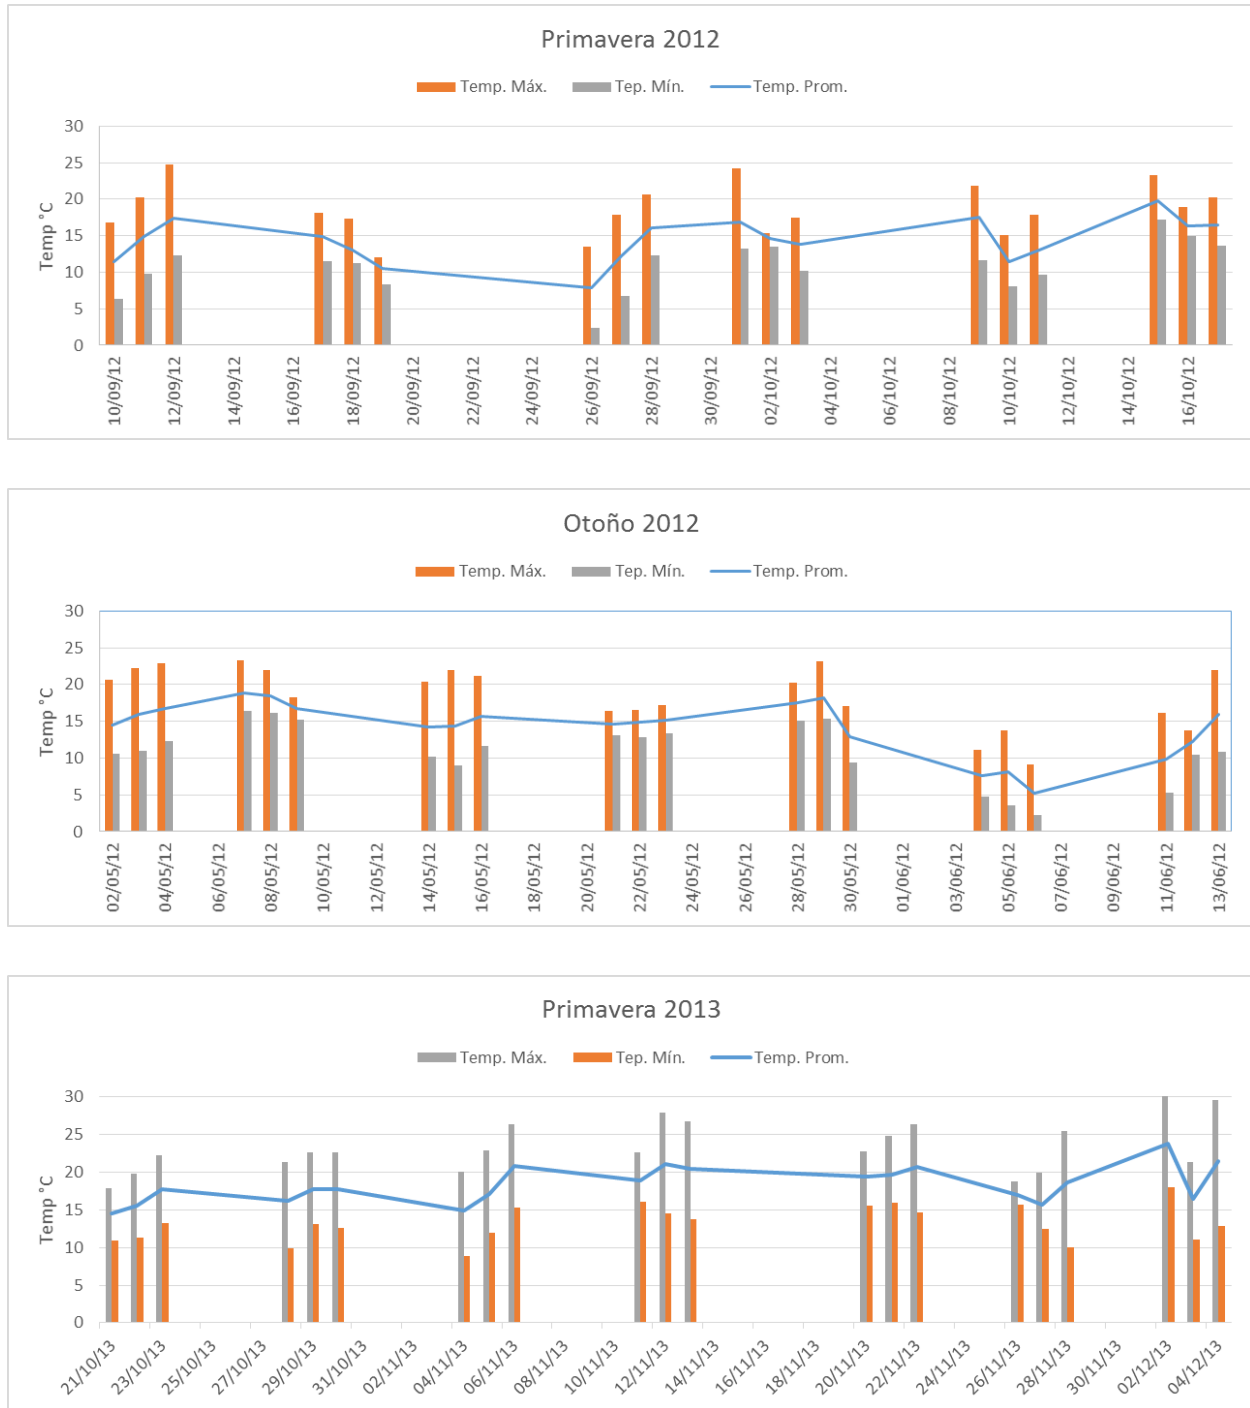 Primavera 2012
Temp. Máx. Tep. Mín. Temp. Prom.
Temp °C
30
25
20
15
10
5
0
10/09/12 12/09/12 14/09/12 16/09/12 18/09/12 20/09/12 22/09/12 24/09/12 26/09/12 28/09/12 30/09/12 02/10/12 04/10/12 06/10/12 08/10/12 10/10/12 12/10/12 14/10/12 16/10/12
Otoño 2012
Temp. Máx. Tep. Mín. Temp. Prom.
Temp °C
30
25
20
15
10
5
0
02/05/12 04/05/12 06/05/12 08/05/12 10/05/12 12/05/12 14/05/12 16/05/12 18/05/12 20/05/12 22/05/12 24/05/12 26/05/12 28/05/12 30/05/12 01/06/12 03/06/12 05/06/12 07/06/12 09/06/12 11/06/12 13/06/12
Primavera 2013
Temp. Máx. Tep. Mín. Temp. Prom.
Temp °C
30
25
20
15
10
5
0
21/10/13 23/10/13 25/10/13 27/10/13 29/10/13 31/10/13 02/11/13 04/11/13 06/11/13 08/11/13 10/11/13 12/11/13 14/11/13 16/11/13 18/11/13 20/11/13 22/11/13 24/11/13 26/11/13 28/11/13 30/11/13 02/12/13 04/12/13